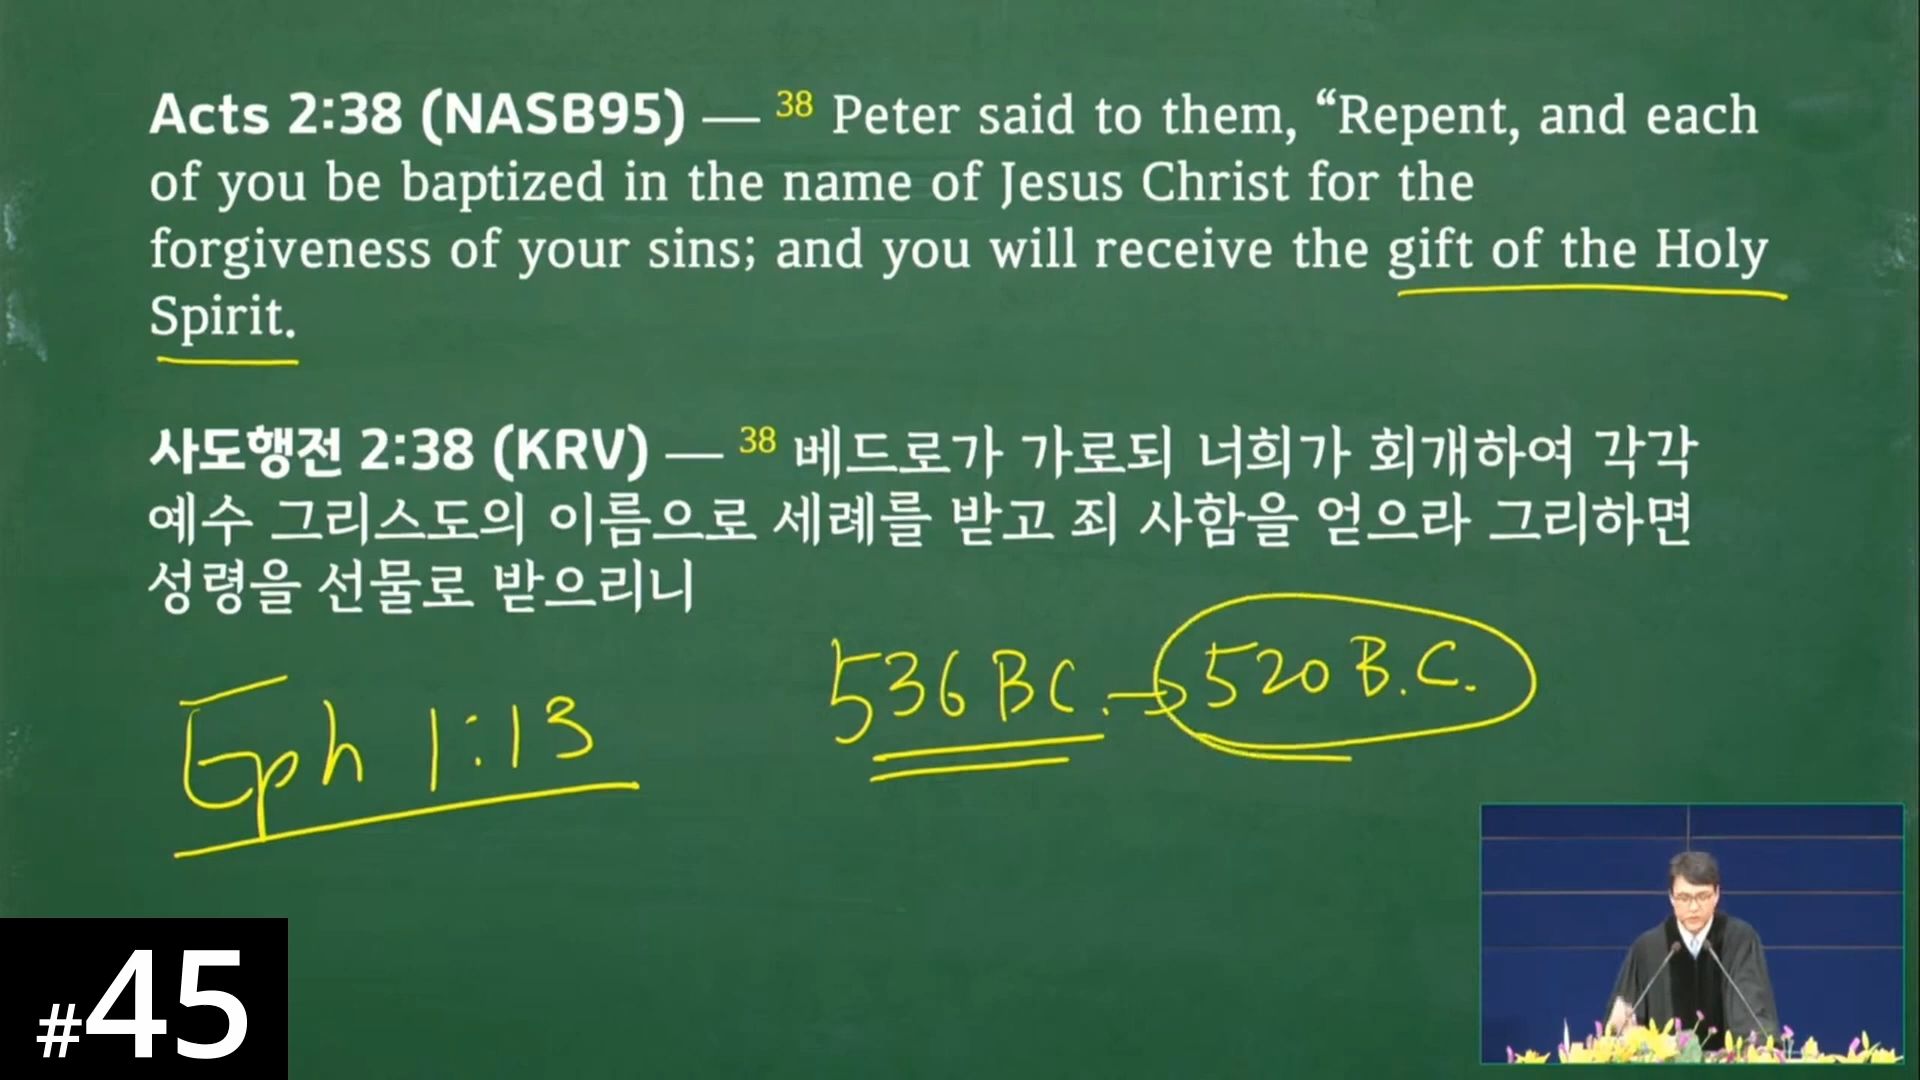 Acts 2:38 (NASB95) — 38 Peter said to them, “Repent, and each
of you be baptized in the name of Jesus Christ for the
forgiveness of your sins; and you will receive the gift of the Holy
Spirit.
사도행전 2:38 (KRV) — 38 베드로가 가로되 너희가 회개하여 각각
예수 그리스도의 이름으로 세례를 받고 죄 사함을 얻으라 그리하면
성령을 선물로 받으리니
Eph 1:13
536 BC. → 520 B.C.
#45